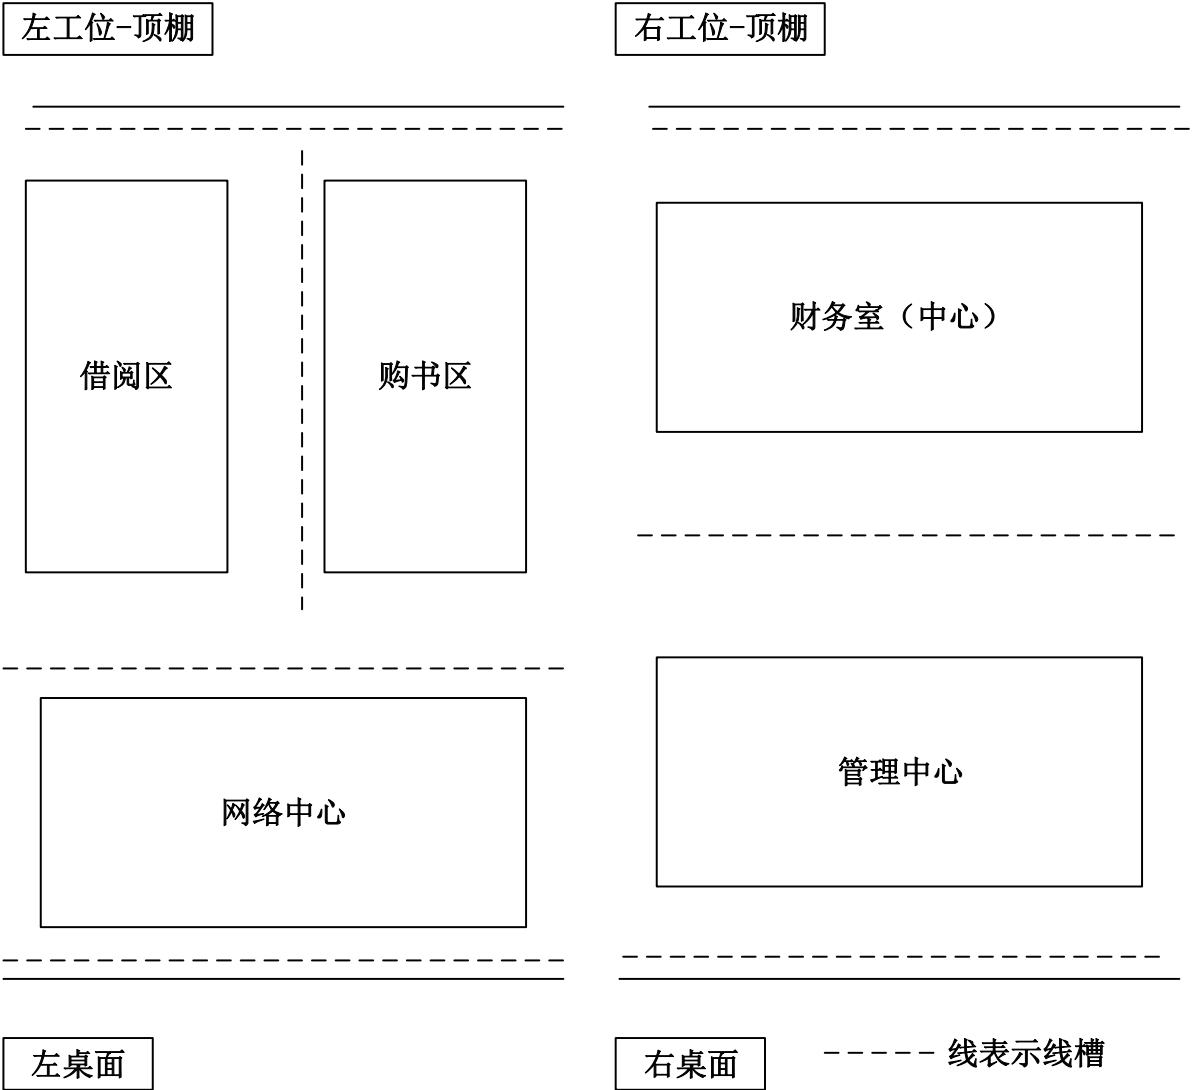 左工位-顶棚
右工位-顶棚
借阅区
购书区
财务室（中心）
网络中心
管理中心
左桌面
右桌面
线表示线槽